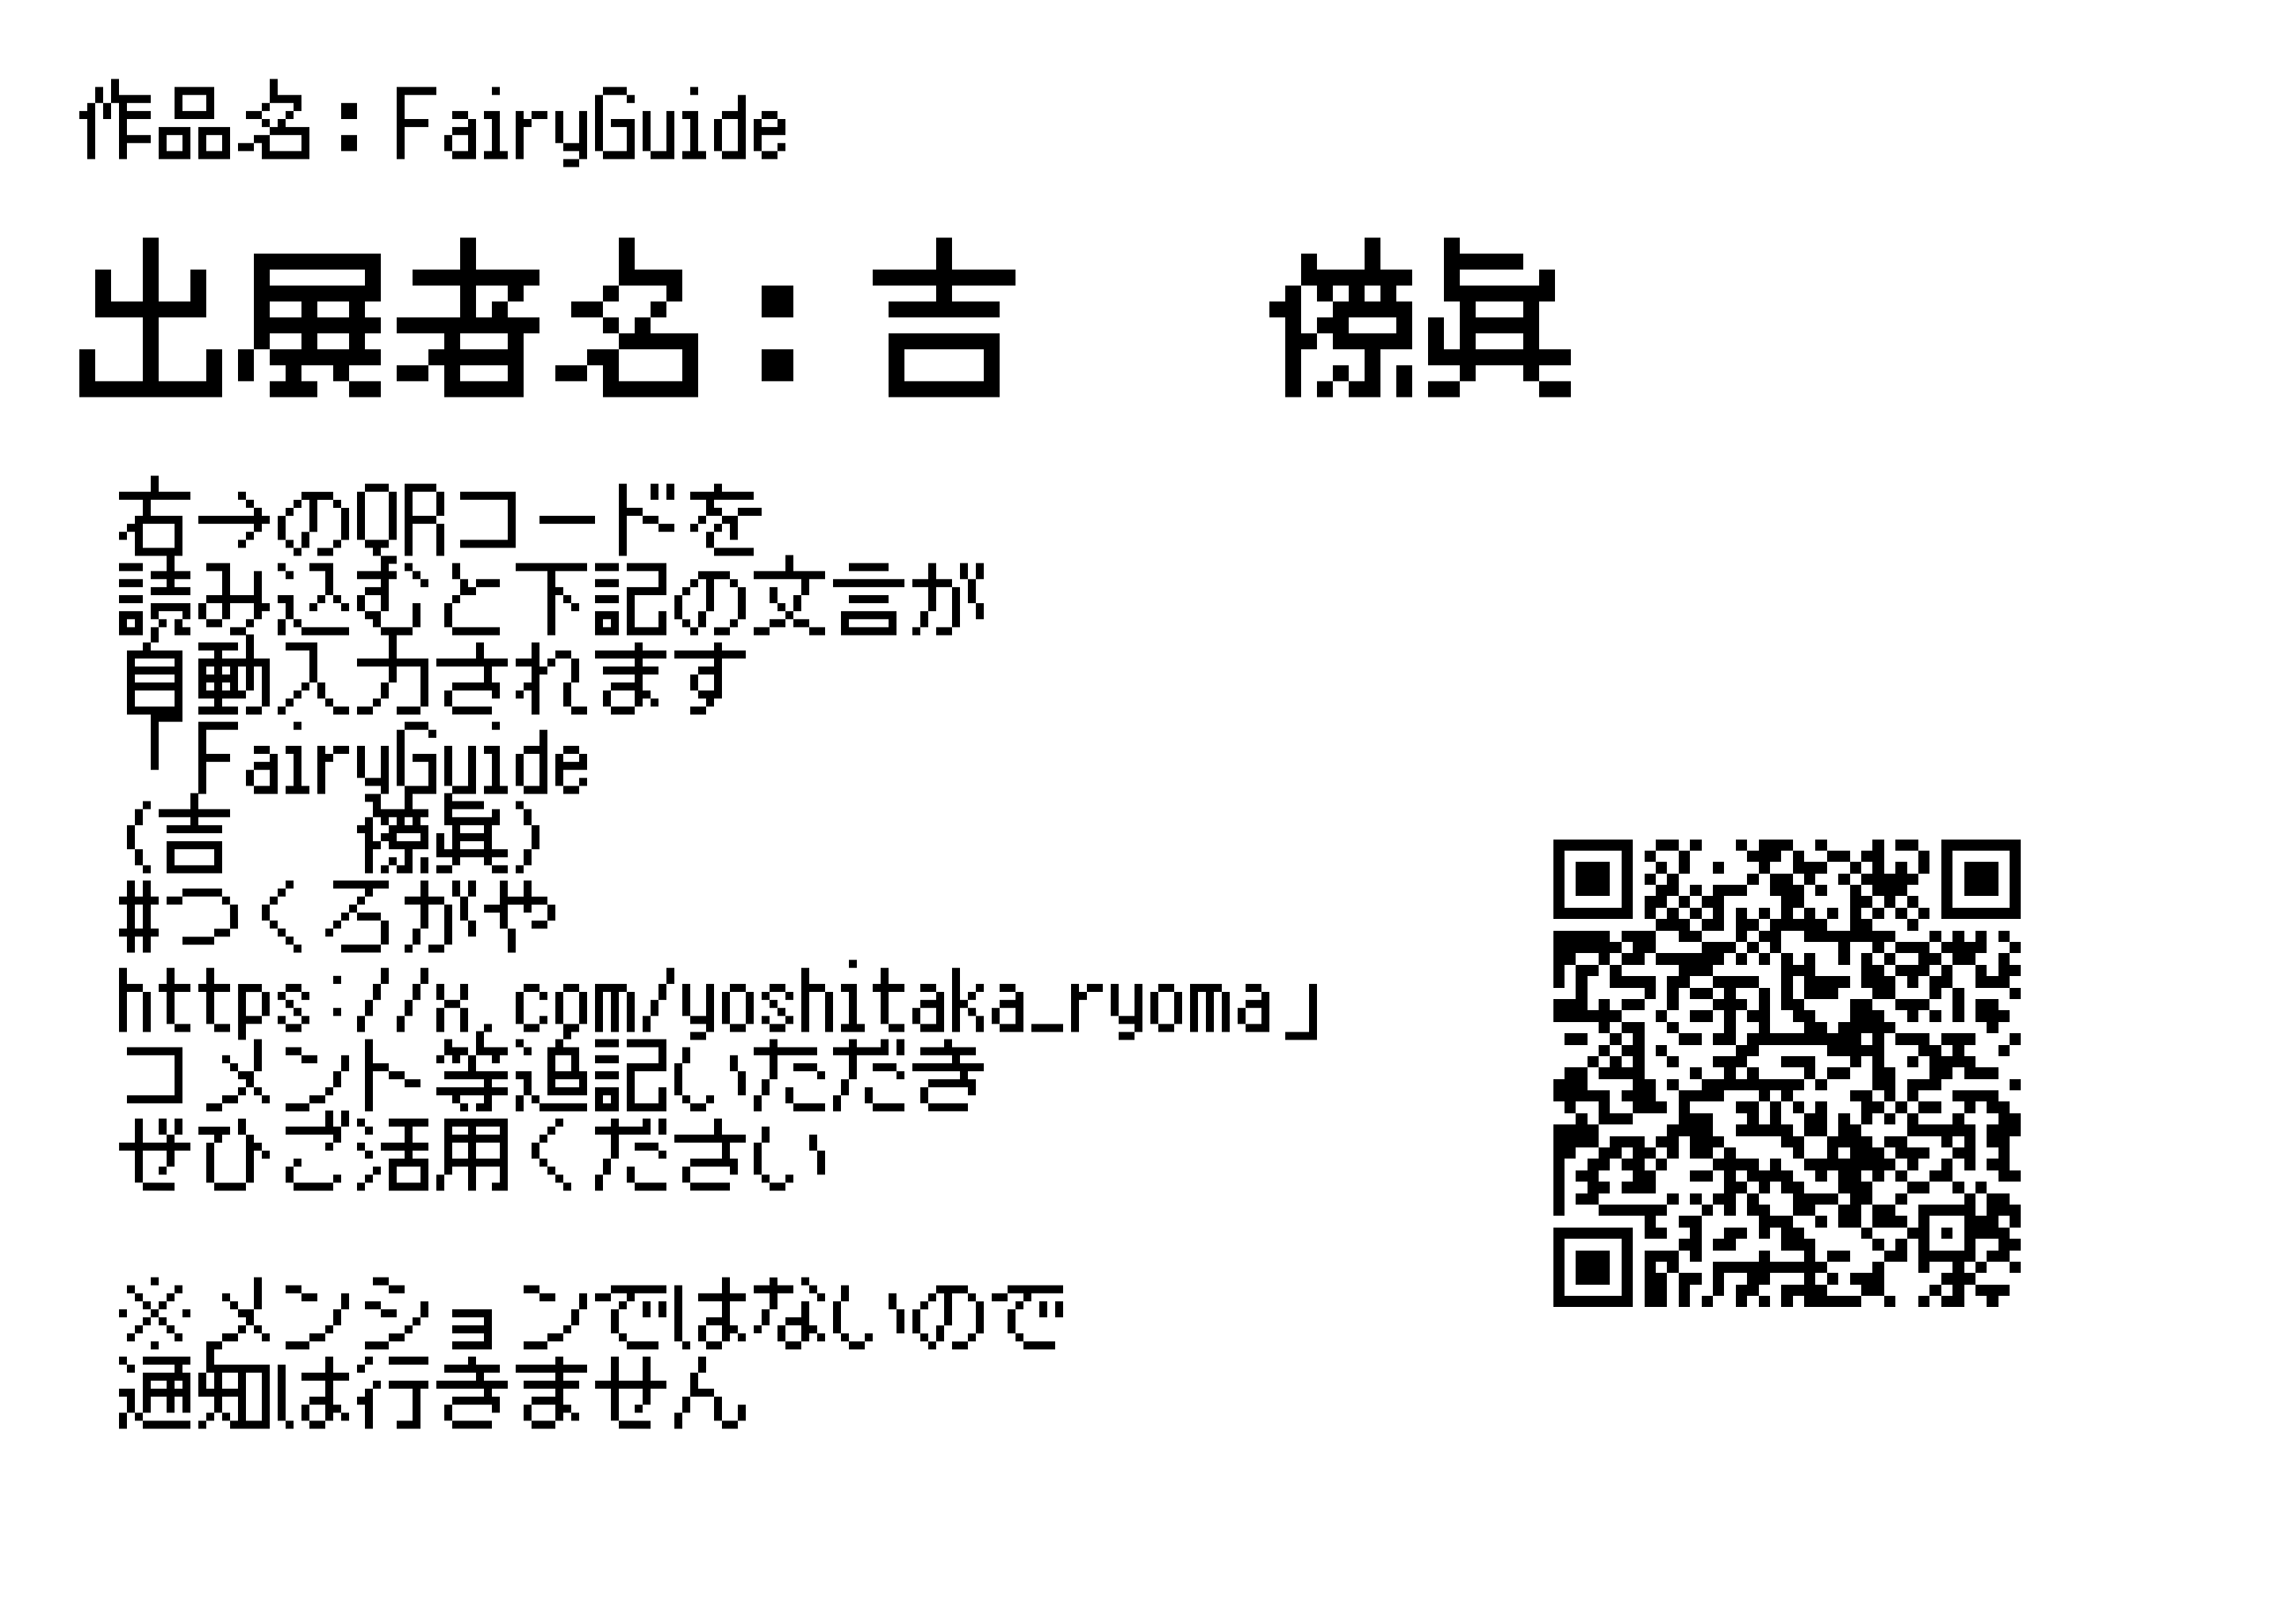 作品名：FairyGuide
出展者名：吉　　僚眞
右→のQRコードを
読み込むと下記の文言が
自動入力されます
「FairyGuide
（吉　　僚眞）
#つくろがや
https://x.com/yoshitaka_ryoma」
コメント等追記いただき
ぜひご活用ください
※メンションではないので
通知は行きません